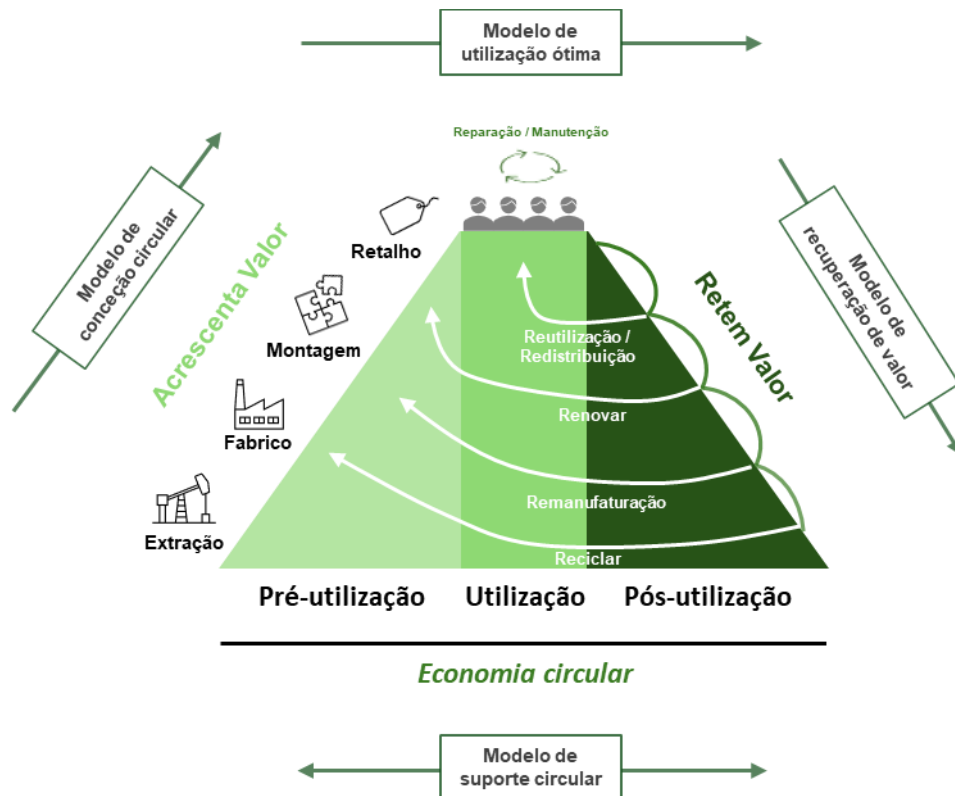 Modelo de
utilização ótima
Reparação / Manutenção
Modelo de
conceção circular
Acrescenta Valor
Retalho
Montagem
Fabrico
Extração
Reutilização /
Redistribuição
Renovar
Remanufaturação
Reciclar
Retem Valor
Modelo de
recuperação de valor
Pré-utilização
Utilização
Pós-utilização
Economia circular
Modelo de
suporte circular